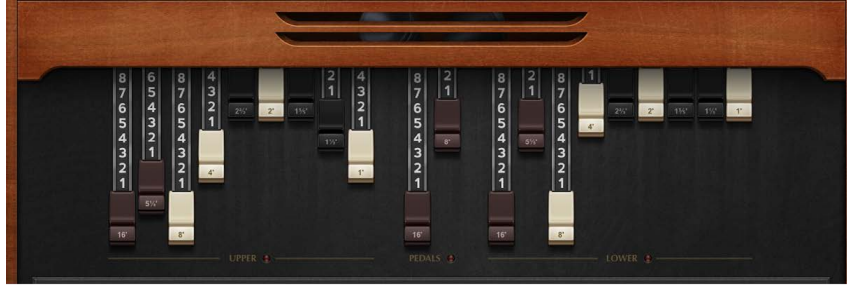 8 6 8 4 2 4 8 2 8 2 8 1
7 5 7 3 1 3 7 1 7 1 7
6 4 6 2 2⅔' 2' 1⅗' 2 6 6 6 2⅔' 2' 1⅗' 1⅓' 1'
5 3 5 1 1 5 5 5 4'
4 2 4 1⅓' 4 8' 4 5⅓' 4
3 1 3 3 3 3
2 2 4' 1' 2 2 2
1 1 1 1 1
5⅓'
16' 8' 16' 16' 8'
UPPER PEDALS LOWER